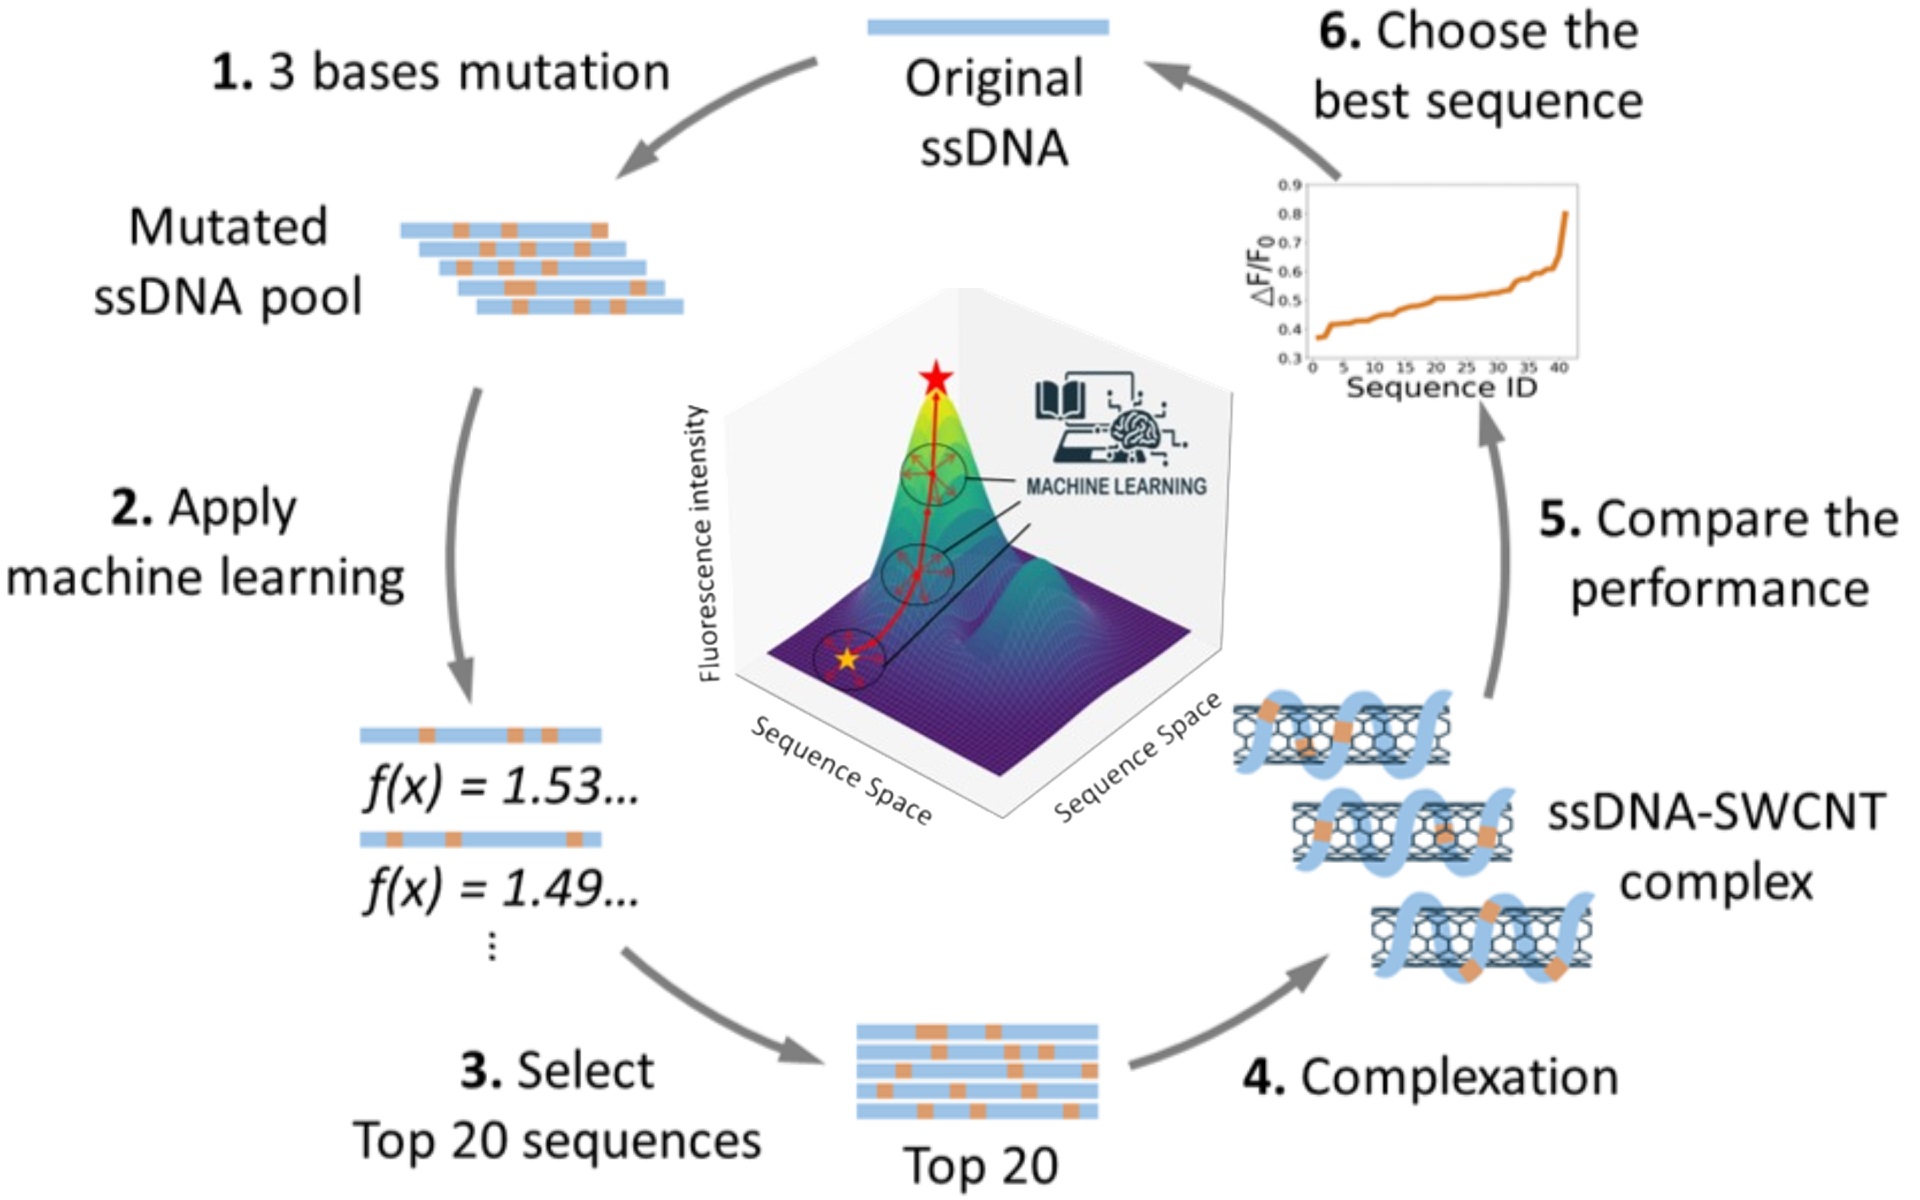 Original
ssDNA
1. 3 bases mutation
Mutated
ssDNA pool
2. Apply
machine learning
f(x) = 1.53...
f(x) = 1.49...
⋮
3. Select
Top 20 sequences
Top 20
4. Complexation
ssDNA-SWCNT
complex
5. Compare the
performance
ΔF/F₀
0.9
0.8
0.7
0.6
0.5
0.4
0.3
0 5 10 15 20 25 30 35 40
Sequence ID
6. Choose the
best sequence
Fluorescence intensity
MACHINE LEARNING
Sequence Space
Sequence Space